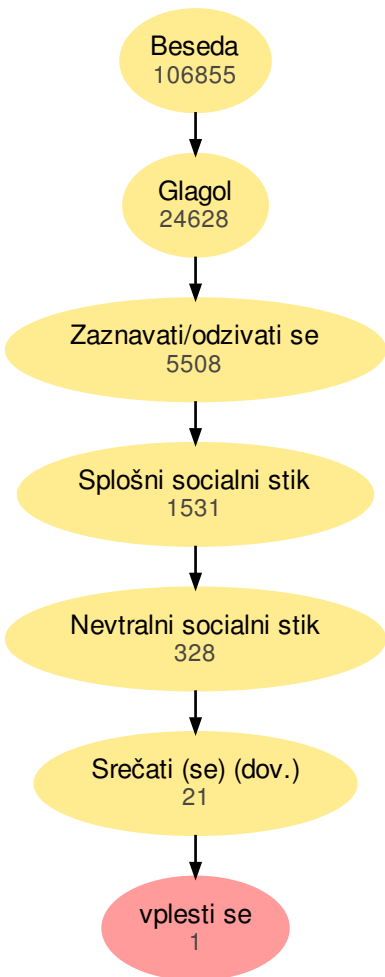 Beseda
106855
Glagol
24628
Zaznavati/odzivati se
5508
Splošni socialni stik
1531
Nevtralni socialni stik
328
Srečati (se) (dov.)
21
vplesti se
1